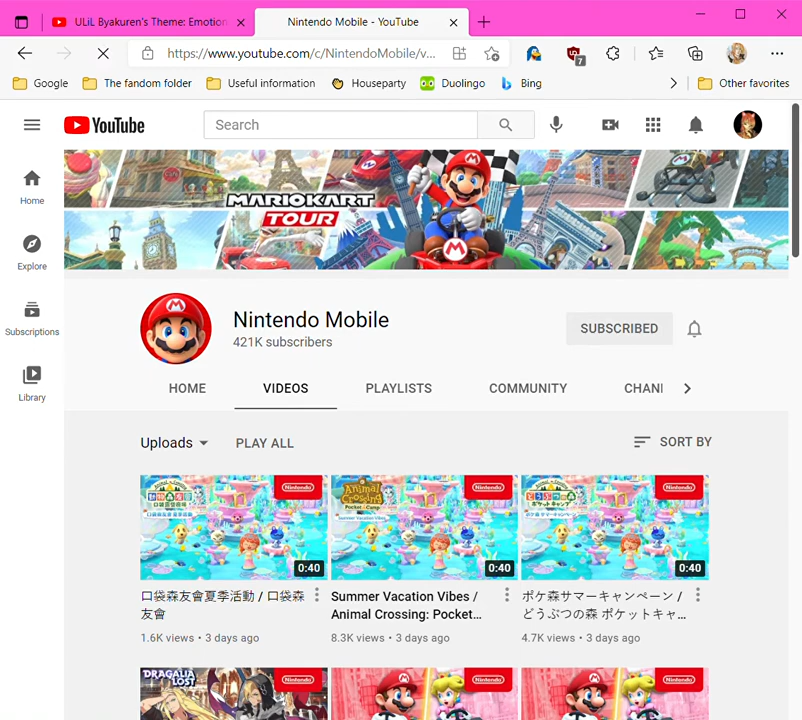 ULiL Byakuren's Theme: Emotion
Nintendo Mobile - YouTube
https://www.youtube.com/c/NintendoMobile/v...
7
Google
The fandom folder
Useful information
Houseparty
Duolingo
Bing
Other favorites
YouTube
Search
MARIOKART
TOUR
Home
Explore
Subscriptions
Library
Nintendo Mobile
421K subscribers
SUBSCRIBED
HOME
VIDEOS
PLAYLISTS
COMMUNITY
CHANI
Uploads
PLAY ALL
SORT BY
Nintendo
0:40
Animal
Crossing
Pocket Camp
Summer Vacation Vibes
Nintendo
0:40
Nintendo
0:40
口袋森友會夏季活動 / 口袋森
友會
1.6K views • 3 days ago
Summer Vacation Vibes /
Animal Crossing: Pocket...
8.3K views • 3 days ago
ポケ森サマーキャンペーン /
どうぶつの森 ポケットキャ...
4.7K views • 3 days ago
DRAGALIA
LOST
Nintendo
Nintendo
Nintendo